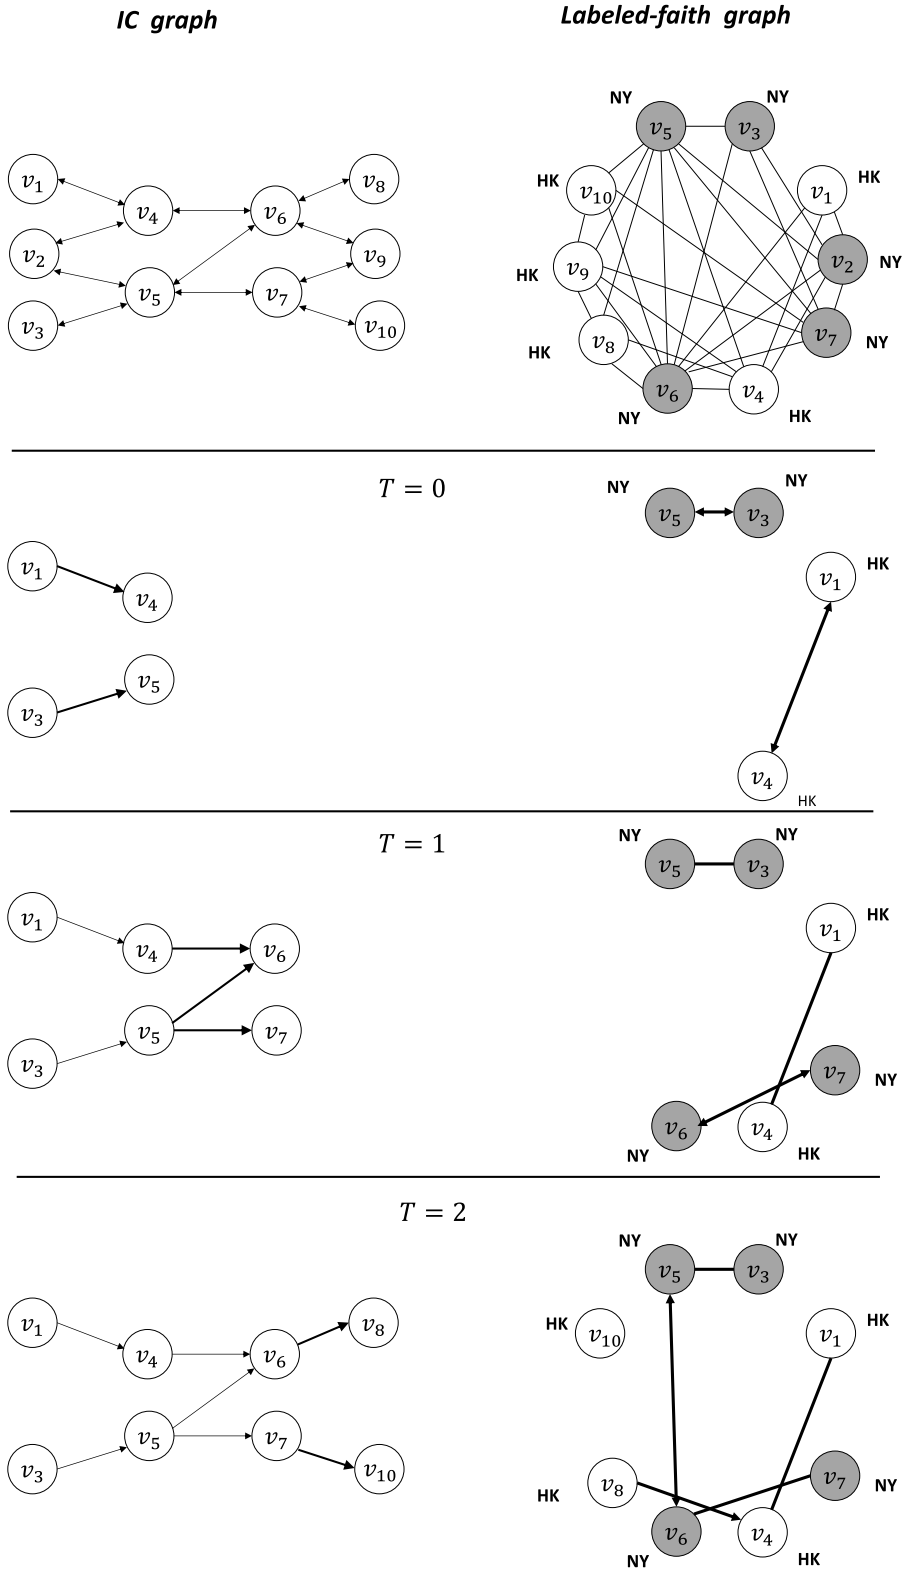 IC graph
Labeled-faith graph
NY NY
v5 v3
v1 v8 HK v10 v1 HK
v4 v6
v2 v9 HK v9 v2 NY
v5 v7
v3 v10 HK v8 v7 NY
v6 v4
NY HK
T = 0
NY NY
v5 v3
v1 v1 HK
v4
v5
v3
v4
HK
T = 1
NY NY
v5 v3
v1 v1 HK
v4 v6
v5 v7
v3 v7 NY
v6 v4
NY HK
T = 2
NY NY
v5 v3
v1 v8 HK v10 v1 HK
v4 v6
v5 v7
v3 v10 HK v8 v7 NY
v6 v4
NY HK